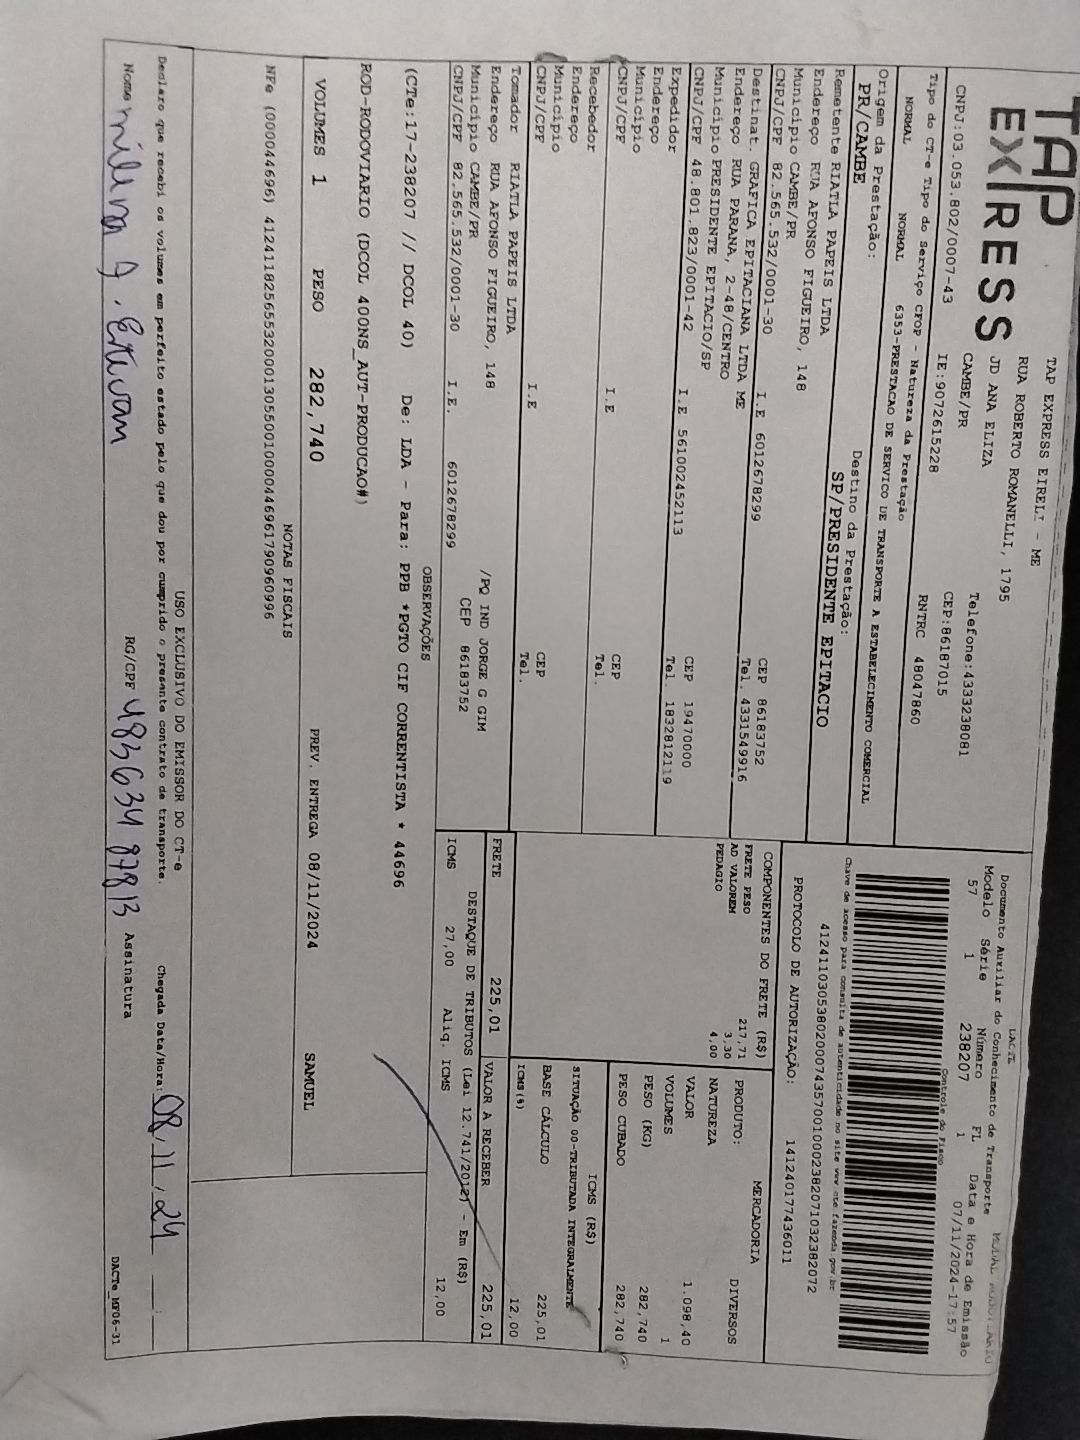 TAP
EXPRESS
TAP EXPRESS EIRELI - ME
RUA ROBERTO ROMANELLI, 1795
JD ANA ELIZA
CAMBE/PR
Telefone:4333238081
CEP:86187015
CNPJ:03.053.802/0007-43
IE:9072615228
RNTRC 48047860
DACTE
Documento Auxiliar do Conhecimento de Transporte
Modelo Série Número FL Data e Hora de Emissão
57 1 238207 1 07/11/2024-17:57
Controle do Fisco
Chave de acesso para consulta de autenticidade no site www.cte.fazenda.gov.br
41241103053802000743570010002382071032382072
PROTOCOLO DE AUTORIZAÇÃO: 141240177436011
Tipo do CT-e Tipo do Serviço CFOP - Natureza da Prestação
NORMAL NORMAL 6353-PRESTACAO DE SERVICO DE TRANSPORTE A ESTABELECIMENTO COMERCIAL
Origem da Prestação: Destino da Prestação:
PR/CAMBE SP/PRESIDENTE EPITACIO
Remetente RIATLA PAPEIS LTDA
Endereço RUA AFONSO FIGUEIRO, 148
Município CAMBE/PR CEP 86183752
CNPJ/CPF 82.565.532/0001-30 I.E 6012678299 Tel. 4331549916
Destinat. GRAFICA EPITACIANA LTDA ME
Endereço RUA PARANA, 2-48/CENTRO
Município PRESIDENTE EPITACIO/SP CEP 19470000
CNPJ/CPF 48.801.823/0001-42 I.E 561002452113 Tel. 1832812119
Expedidor
Endereço
Município CEP
CNPJ/CPF I.E Tel.
Recebedor
Endereço
Município CEP
CNPJ/CPF I.E Tel.
Tomador RIATLA PAPEIS LTDA
Endereço RUA AFONSO FIGUEIRO, 148 /PQ IND JORGE G GIM
Município CAMBE/PR CEP 86183752
CNPJ/CPF 82.565.532/0001-30 I.E. 6012678299
COMPONENTES DO FRETE (R$)
FRETE PESO 217,71
AD VALOREM 3,30
PEDAGIO 4,00
MERCADORIA
PRODUTO:
NATUREZA DIVERSOS
VALOR 1.098,40
VOLUMES 1
PESO (KG) 282,740
PESO CUBADO 282,740
ICMS (R$)
SITUAÇÃO 00-TRIBUTADA INTEGRALMENTE
BASE CÁLCULO 225,01
ICMS(%) 12,00
FRETE 225,01 VALOR A RECEBER 225,01
DESTAQUE DE TRIBUTOS (Lei 12.741/2012) - Em (R$)
ICMS 27,00 Aliq. ICMS 12,00
OBSERVAÇÕES
(CTe:17-238207 // DCOL 40) De: LDA - Para: PPB *PGTO CIF CORRENTISTA * 44696
ROD-RODOVIARIO (DCOL 400NS_AUT-PRODUCAO#)
VOLUMES 1 PESO 282,740 PREV. ENTREGA 08/11/2024 SAMUEL
NOTAS FISCAIS
NFe (000044696) 41241182565532000130550010000446961790960996
USO EXCLUSIVO DO EMISSOR DO CT-e
Declaro que recebi os volumes em perfeito estado pelo que dou por cumprido o presente contrato de transporte. Chegada Data/Hora: 08.11.24
Nome RG/CPF 48363487813 Assinatura
DACTe_MF06-31